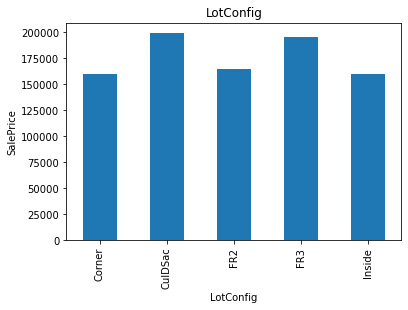 LotConfig
200000
175000
150000
125000
100000
75000
50000
25000
0
SalePrice
Corner
CulDSac
FR2
FR3
Inside
LotConfig